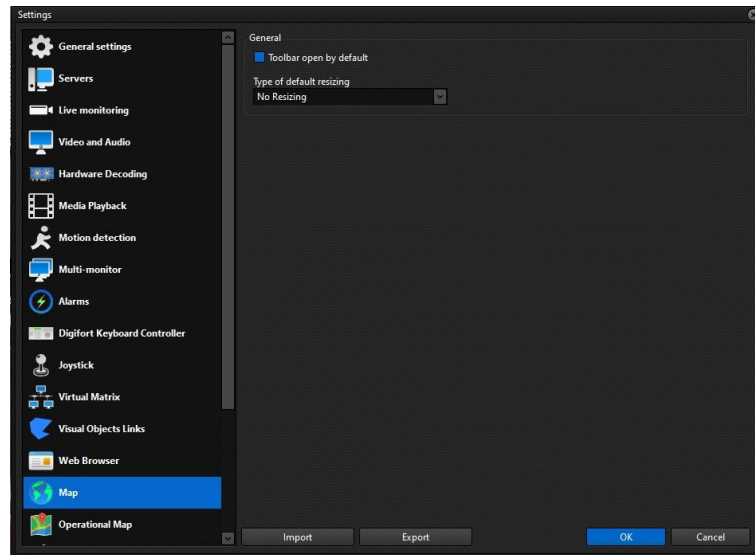 Settings
General settings
Servers
Live monitoring
Video and Audio
Hardware Decoding
Media Playback
Motion detection
Multi-monitor
Alarms
Digifort Keyboard Controller
Joystick
Virtual Matrix
Visual Objects Links
Web Browser
Map
Operational Map
General
Toolbar open by default
Type of default resizing
No Resizing
Import
Export
OK
Cancel